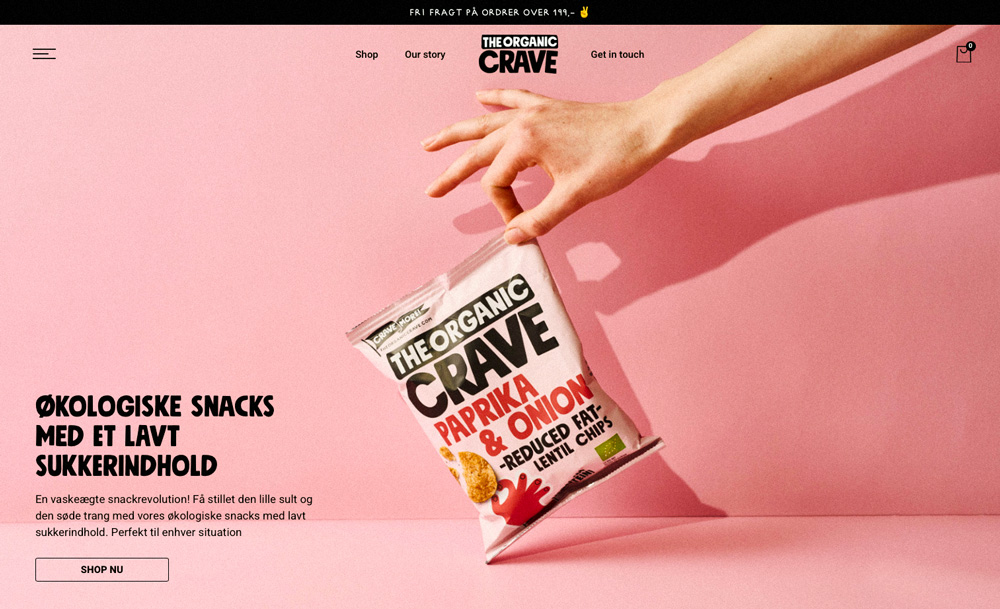 FRI FRAGT PÅ ORDRER OVER 199,- ✌️
Shop
Our story
THE ORGANIC
CRAVE
Get in touch
0
CRAVE MORE!
THE ORGANIC
CRAVE
PAPRIKA
& ONION
-REDUCED FAT-
LENTIL CHIPS
ØKOLOGISKE SNACKS
MED ET LAVT
SUKKERINDHOLD
En vaskeægte snackrevolution! Få stillet den lille sult og
den søde trang med vores økologiske snacks med lavt
sukkerindhold. Perfekt til enhver situation
SHOP NU